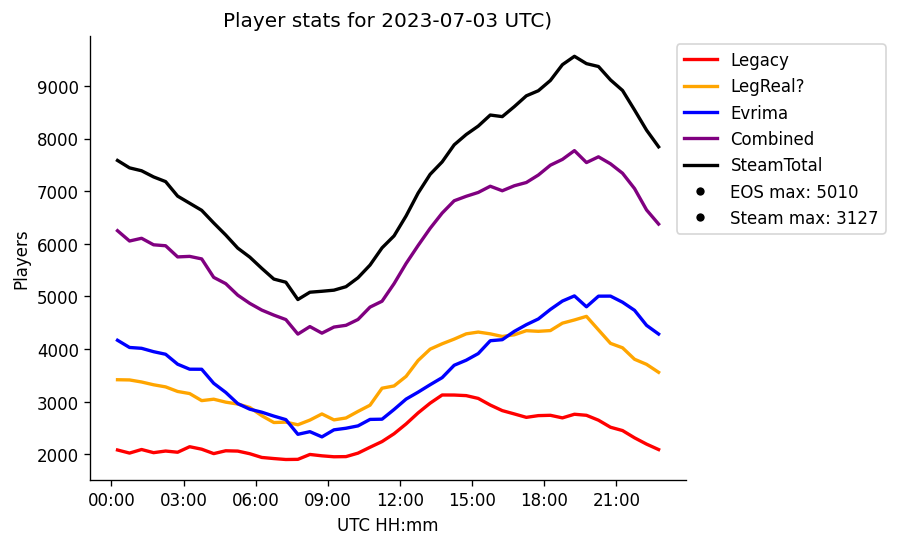 Player stats for 2023-07-03 UTC)
Legacy
LegReal?
Evrima
Combined
SteamTotal
EOS max: 5010
Steam max: 3127
Players
9000
8000
7000
6000
5000
4000
3000
2000
00:00 03:00 06:00 09:00 12:00 15:00 18:00 21:00
UTC HH:mm